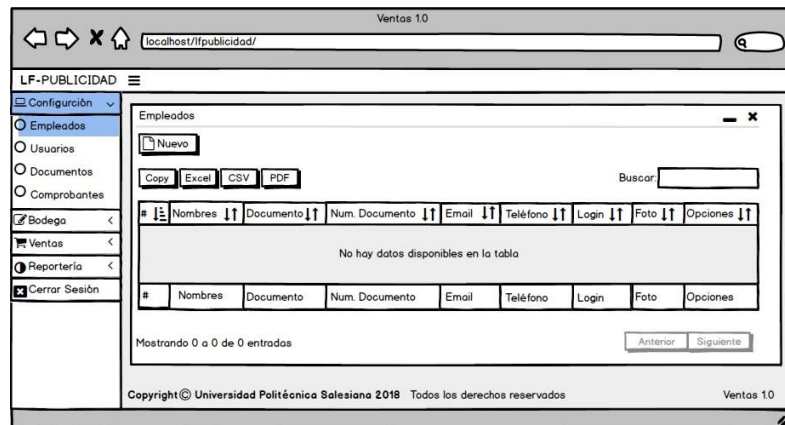 Ventas 1.0
localhost/lfpublicidad/
LF-PUBLICIDAD
Configurción
Empleados
Usuarios
Documentos
Comprobantes
Bodega
Ventas
Reportería
Cerrar Sesión
Empleados
Nuevo
Copy Excel CSV PDF Buscar:
# Nombres Documento Num. Documento Email Teléfono Login Foto Opciones
No hay datos disponibles en la tabla
# Nombres Documento Num. Documento Email Teléfono Login Foto Opciones
Mostrando 0 a 0 de 0 entradas Anterior Siguiente
Copyright© Universidad Politécnica Salesiana 2018 Todos los derechos reservados Ventas 1.0